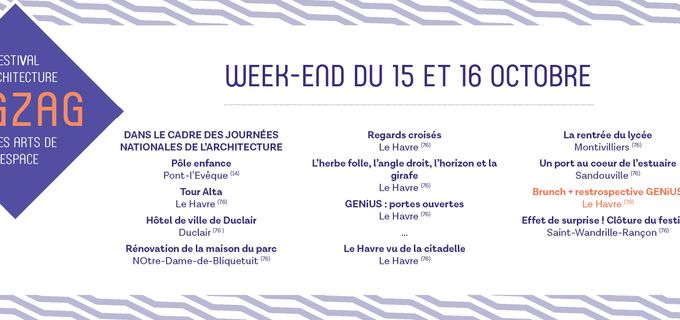 ESTIVAL
CHITECTURE
GZAG
ES ARTS DE
ESPACE
WEEK-END DU 15 ET 16 OCTOBRE
DANS LE CADRE DES JOURNÉES
NATIONALES DE L'ARCHITECTURE
Pôle enfance
Pont-l'Evêque (14)
Tour Alta
Le Havre (76)
Hôtel de ville de Duclair
Duclair (76 )
Rénovation de la maison du parc
NOtre-Dame-de-Bliquetuit (76)
Regards croisés
Le Havre (76)
L'herbe folle, l'angle droit, l'horizon et la
girafe
Le Havre (76)
GENiUS : portes ouvertes
Le Havre (76)
...
Le Havre vu de la citadelle
Le Havre (76)
La rentrée du lycée
Montivilliers (76)
Un port au coeur de l'estuaire
Sandouville (76)
Brunch + restrospective GENiUS
Le Havre (76)
Effet de surprise ! Clôture du festi
Saint-Wandrille-Rançon (76)